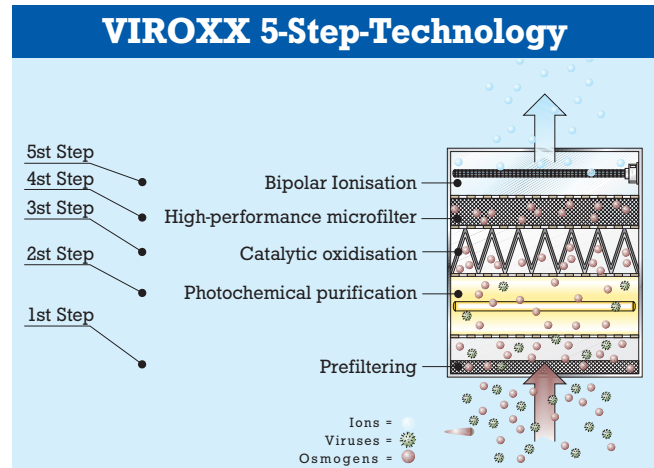 VIROXX 5-Step-Technology
5st Step
4st Step
3st Step
2st Step
1st Step
Bipolar Ionisation
High-performance microfilter
Catalytic oxidisation
Photochemical purification
Prefiltering
Ions =
Viruses =
Osmogens =